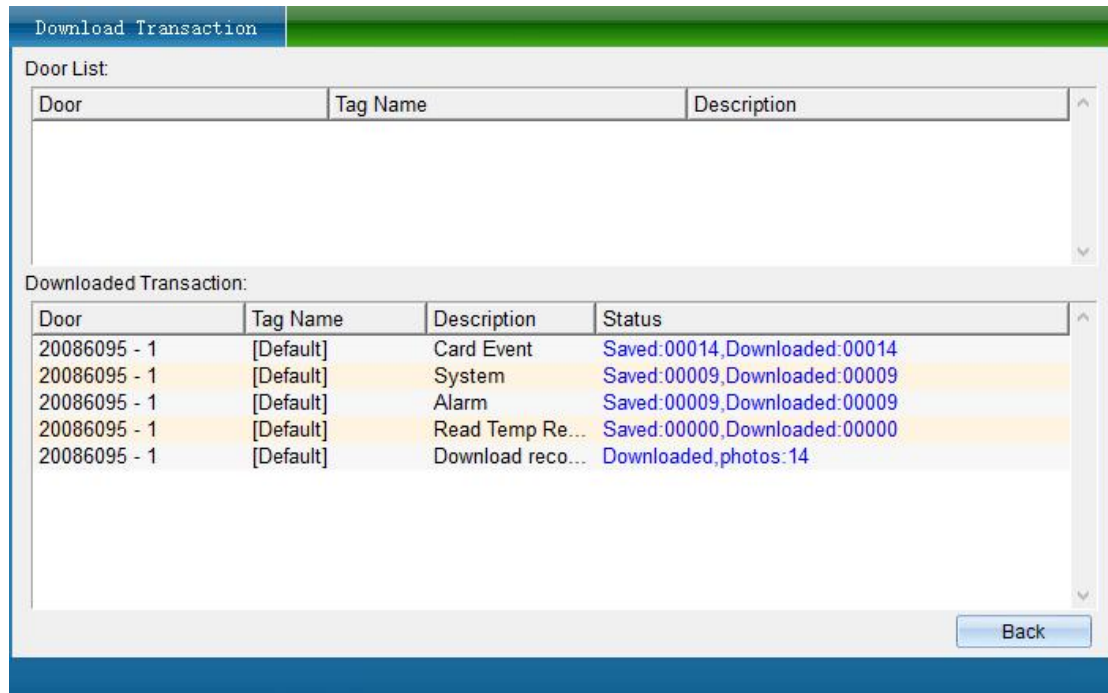 Download Transaction
Door List:
Door Tag Name Description
Downloaded Transaction:
Door Tag Name Description Status
20086095 - 1 [Default] Card Event Saved:00014,Downloaded:00014
20086095 - 1 [Default] System Saved:00009,Downloaded:00009
20086095 - 1 [Default] Alarm Saved:00009,Downloaded:00009
20086095 - 1 [Default] Read Temp Re... Saved:00000,Downloaded:00000
20086095 - 1 [Default] Download reco... Downloaded,photos:14
Back